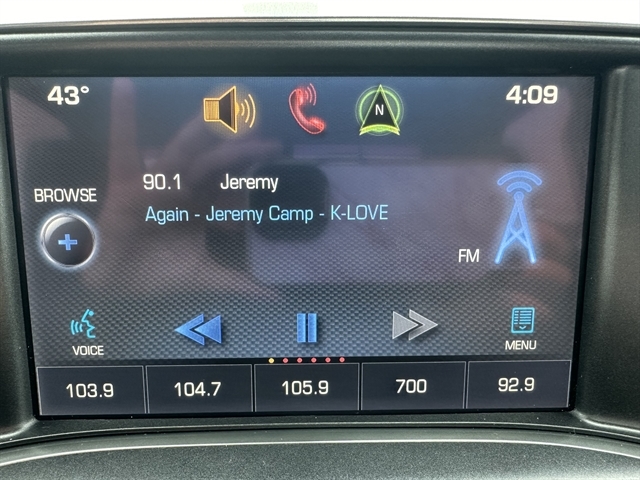 43°
4:09
N
90.1 Jeremy
BROWSE
Again - Jeremy Camp - K-LOVE
FM
VOICE
MENU
103.9 104.7 105.9 700 92.9